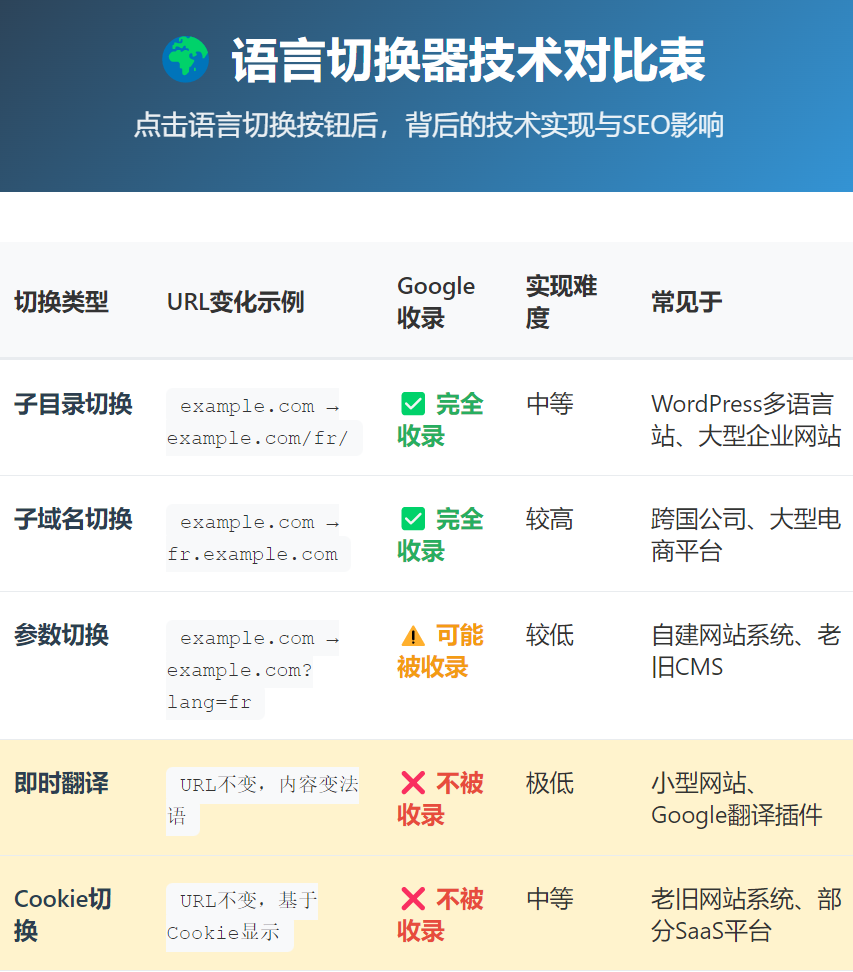 🌍 语言切换器技术对比表
点击语言切换按钮后，背后的技术实现与SEO影响
切换类型 URL变化示例 Google收录 实现难度 常见于
子目录切换 example.com → example.com/fr/ ✅ 完全收录 中等 WordPress多语言站、大型企业网站
子域名切换 example.com → fr.example.com ✅ 完全收录 较高 跨国公司、大型电商平台
参数切换 example.com → example.com?lang=fr ⚠️ 可能被收录 较低 自建网站系统、老旧CMS
即时翻译 URL不变，内容变法语 ❌ 不被收录 极低 小型网站、Google翻译插件
Cookie切换 URL不变，基于Cookie显示 ❌ 不被收录 中等 老旧网站系统、部分SaaS平台